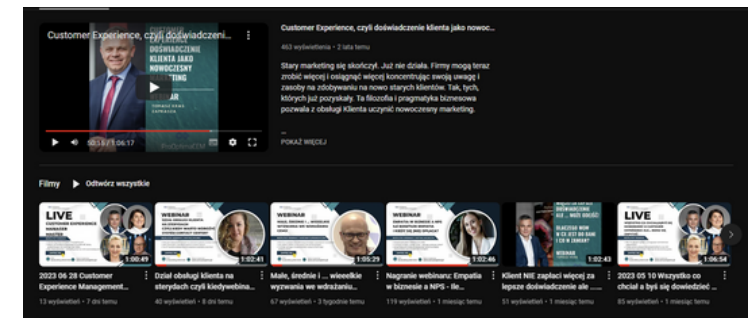 Customer Experience, czyli doświadczeni...
DOŚWIADCZENIE
KLIENTA JAKO
NOWOCZESNY
MARKETING
50:58 / 1:06:17
Customer Experience, czyli doświadczenie klienta jako nowoc...
463 wyświetlenia • 2 lata temu
Stary marketing się skończył. Już nie działa. Firmy mogą teraz
zrobić więcej i osiągnąć więcej koncentrując swoją uwagę i
zasoby na zdobywaniu na nowo starych klientów. Tak, tych,
których już pozyskały. Ta filozofia i pragmatyka biznesowa
pozwala z obsługi Klienta uczynić nowoczesny marketing.
...
POKAŻ WIĘCEJ
Filmy
Odtwórz wszystkie
LIVE
CUSTOMER EXPERIENCE
MANAGER
MASTER
1:00:49
2023 06 28 Customer
Experience Management...
13 wyświetleń • 7 dni temu
WEBINAR
1:02:41
Dział obsługi klienta na
sterydach czyli kiedywebina...
40 wyświetleń • 8 dni temu
WEBINAR
1:05:29
Małe, średnie i ... wieeelkie
wyzwania we wdrażaniu...
67 wyświetleń • 3 tygodnie temu
WEBINAR
1:02:46
Nagranie webinaru: Empatia
w biznesie a NPS - ile...
119 wyświetleń • 1 miesiąc temu
1:02:43
Klient NIE zapłaci więcej za
lepsze doświadczenie ale ......
51 wyświetleń • 1 miesiąc temu
LIVE
1:06:54
2023 05 10 Wszystko co
chciał a byś się dowiedzieć ...
85 wyświetleń • 1 miesiąc temu